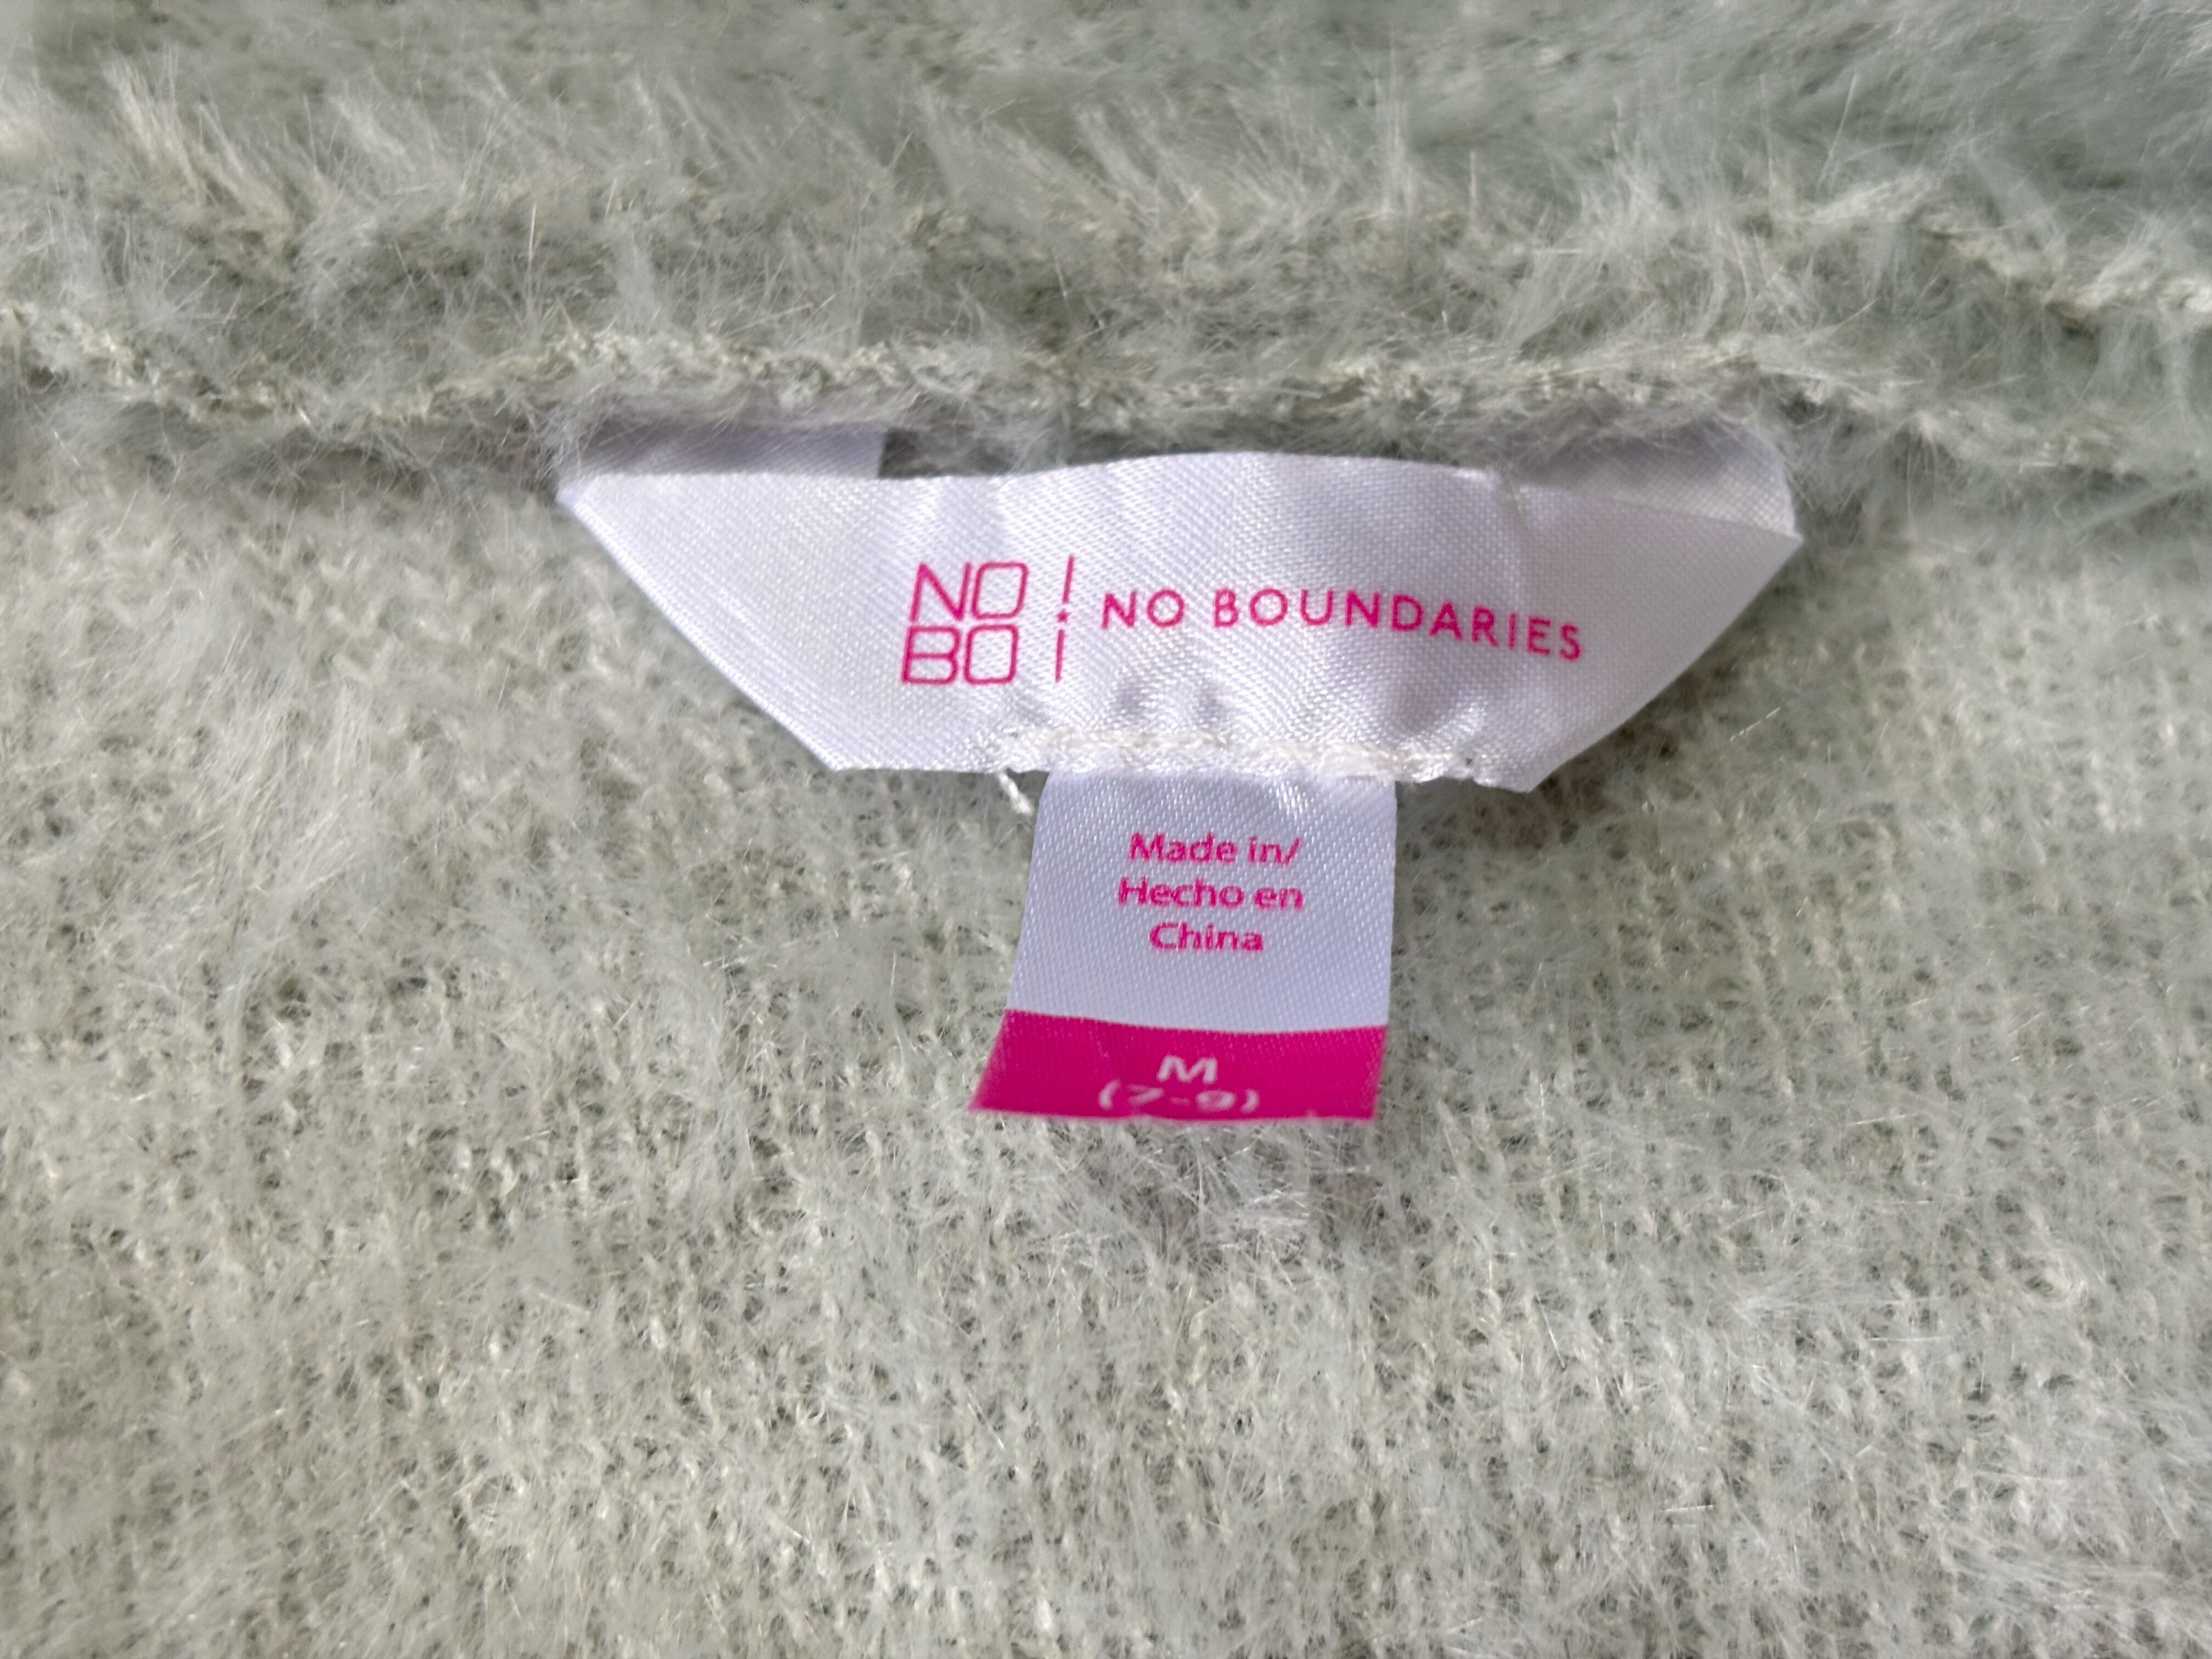 NO BO ¡! NO BOUNDARIES
Made in/
Hecho en
China
M
(7-9)